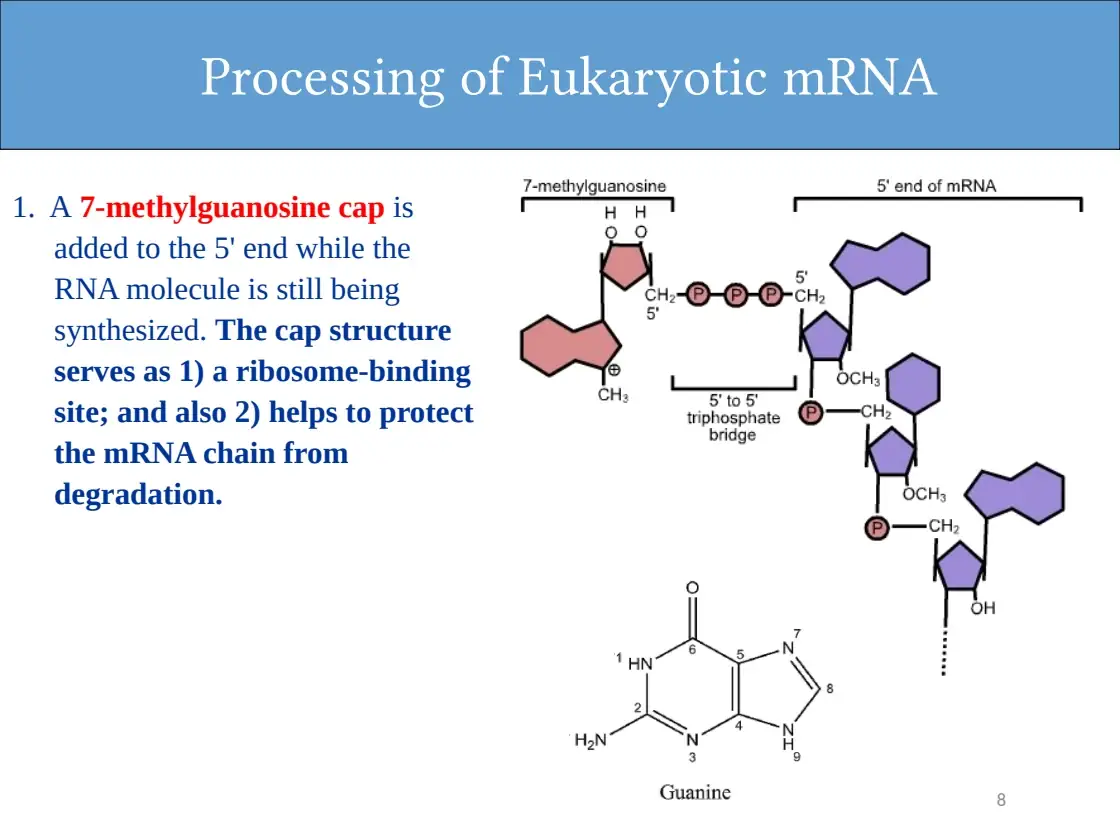 Processing of Eukaryotic mRNA
1. A 7-methylguanosine cap is
added to the 5' end while the
RNA molecule is still being
synthesized. The cap structure
serves as 1) a ribosome-binding
site; and also 2) helps to protect
the mRNA chain from
degradation.
7-methylguanosine
5' end of mRNA
H H
O O
CH₂
5'
P P P
5'
CH₂
⊕
CH₃
OCH₃
5' to 5'
triphosphate
bridge
P
CH₂
OCH₃
P
CH₂
OH
O
6
1 HN
5
N 7
8
2
4
H₂N
N
3
N
H
9
Guanine
8